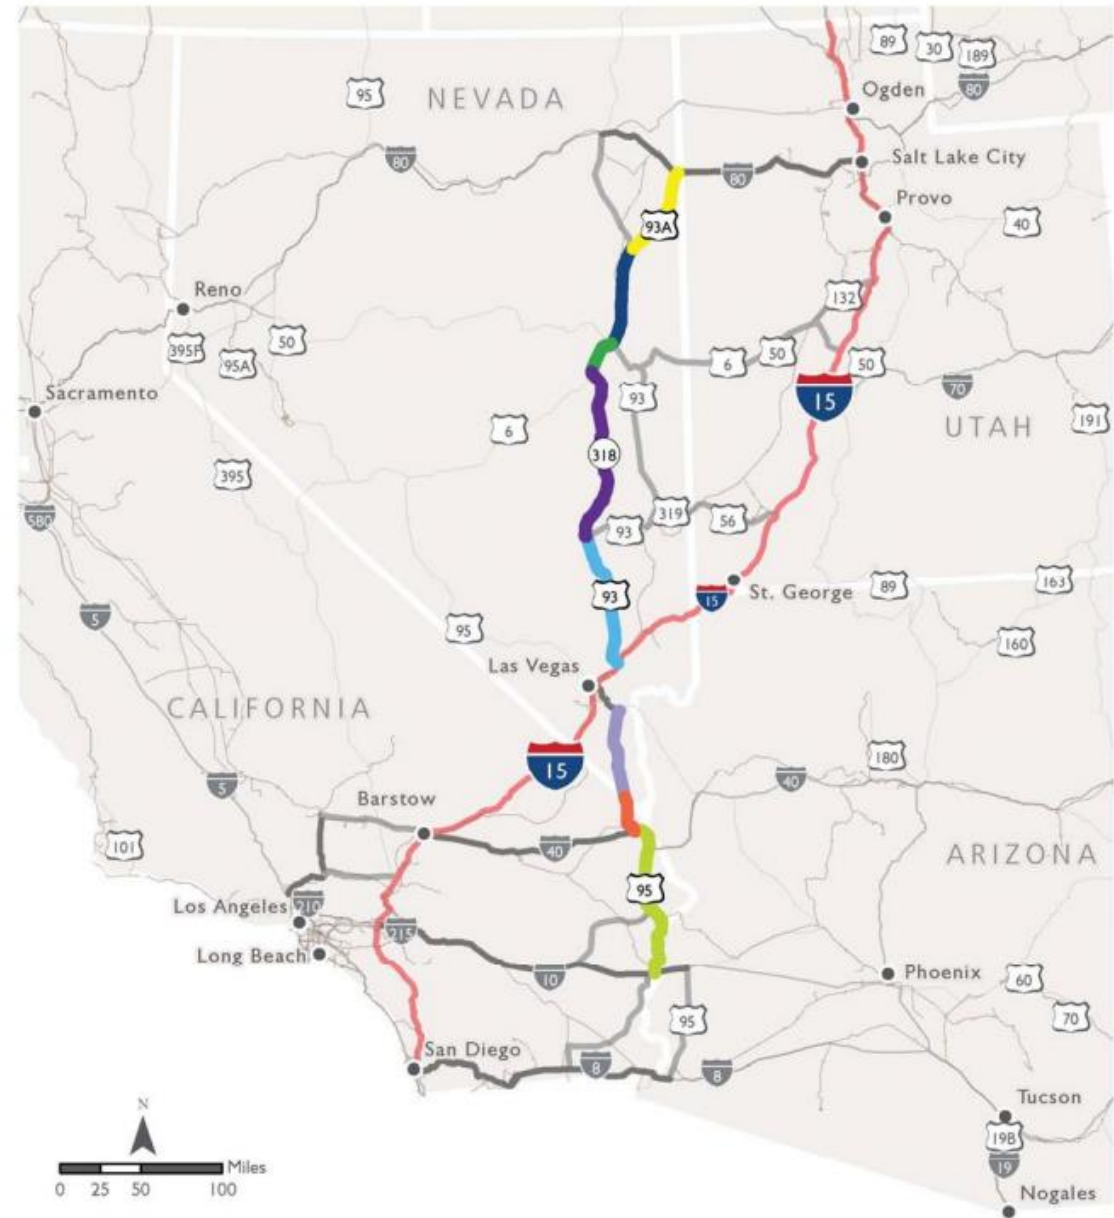 89
30
189
95
NEVADA
80
Ogden
80
Salt Lake City
80
Provo
93A
40
Reno
132
395F
95A
50
50
6
50
Sacramento
93
15
70
191
UTAH
6
318
395
580
319
56
93
5
93
15
St. George
89
163
95
160
Las Vegas
CALIFORNIA
15
180
5
40
Barstow
101
40
ARIZONA
95
Los Angeles
210
215
Long Beach
10
Phoenix
60
95
70
San Diego
8
8
Tucson
19B
19
Nogales
N
Miles
0 25 50 100